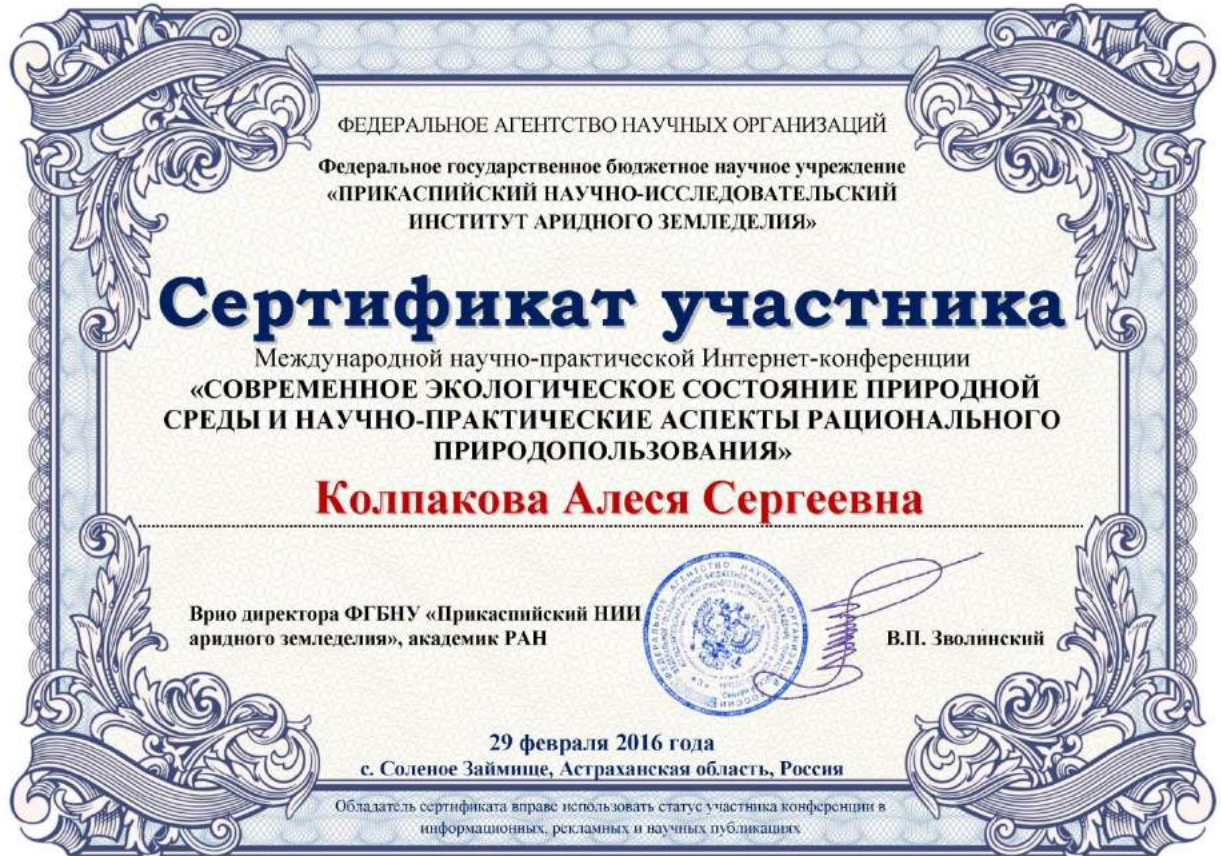 ФЕДЕРАЛЬНОЕ АГЕНТСТВО НАУЧНЫХ ОРГАНИЗАЦИЙ
Федеральное государственное бюджетное научное учреждение
«ПРИКАСПИЙСКИЙ НАУЧНО-ИССЛЕДОВАТЕЛЬСКИЙ
ИНСТИТУТ АРИДНОГО ЗЕМЛЕДЕЛИЯ»
Сертификат участника
Международной научно-практической Интернет-конференции
«СОВРЕМЕННОЕ ЭКОЛОГИЧЕСКОЕ СОСТОЯНИЕ ПРИРОДНОЙ
СРЕДЫ И НАУЧНО-ПРАКТИЧЕСКИЕ АСПЕКТЫ РАЦИОНАЛЬНОГО
ПРИРОДОПОЛЬЗОВАНИЯ»
Колпакова Алеся Сергеевна
Врио директора ФГБНУ «Прикаспийский НИИ
аридного земледелия», академик РАН
В.П. Зволинский
29 февраля 2016 года
с. Соленое Займище, Астраханская область, Россия
Обладатель сертификата вправе использовать статус участника конференции в
информационных, рекламных и научных публикациях